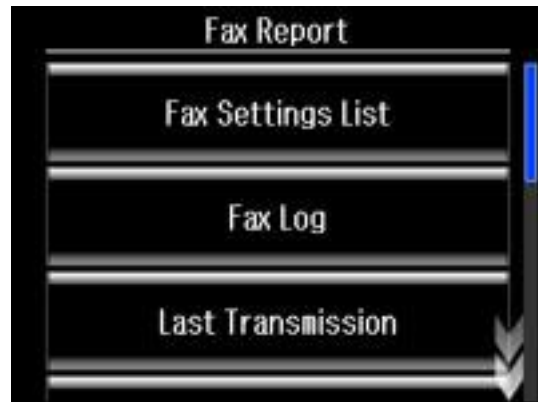 Fax Report
Fax Settings List
Fax Log
Last Transmission